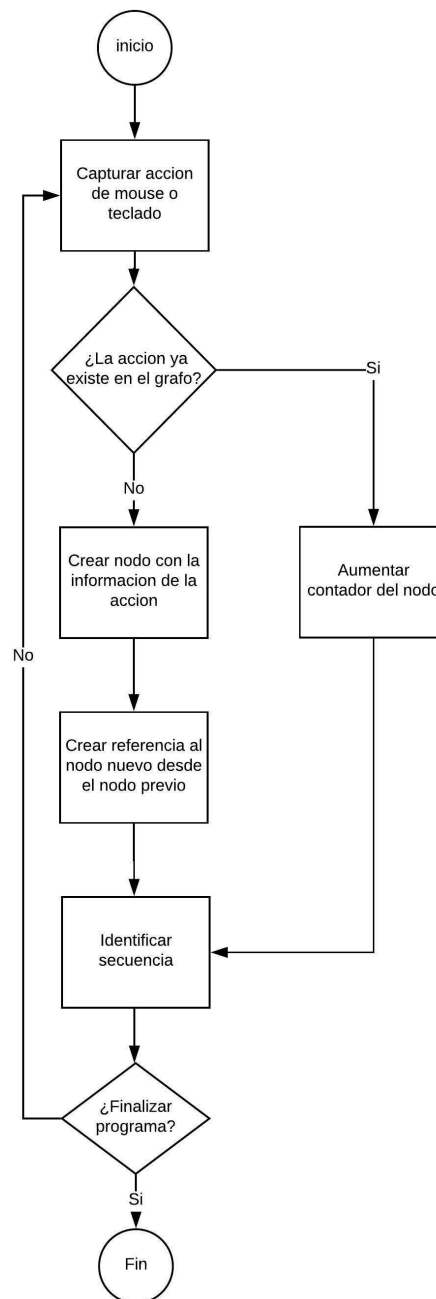 inicio
Capturar accion
de mouse o
teclado
¿La accion ya
existe en el grafo?
Si
No
Crear nodo con la
informacion de la
accion
Aumentar
contador del nodo
No
Crear referencia al
nodo nuevo desde
el nodo previo
Identificar
secuencia
¿Finalizar
programa?
Si
Fin